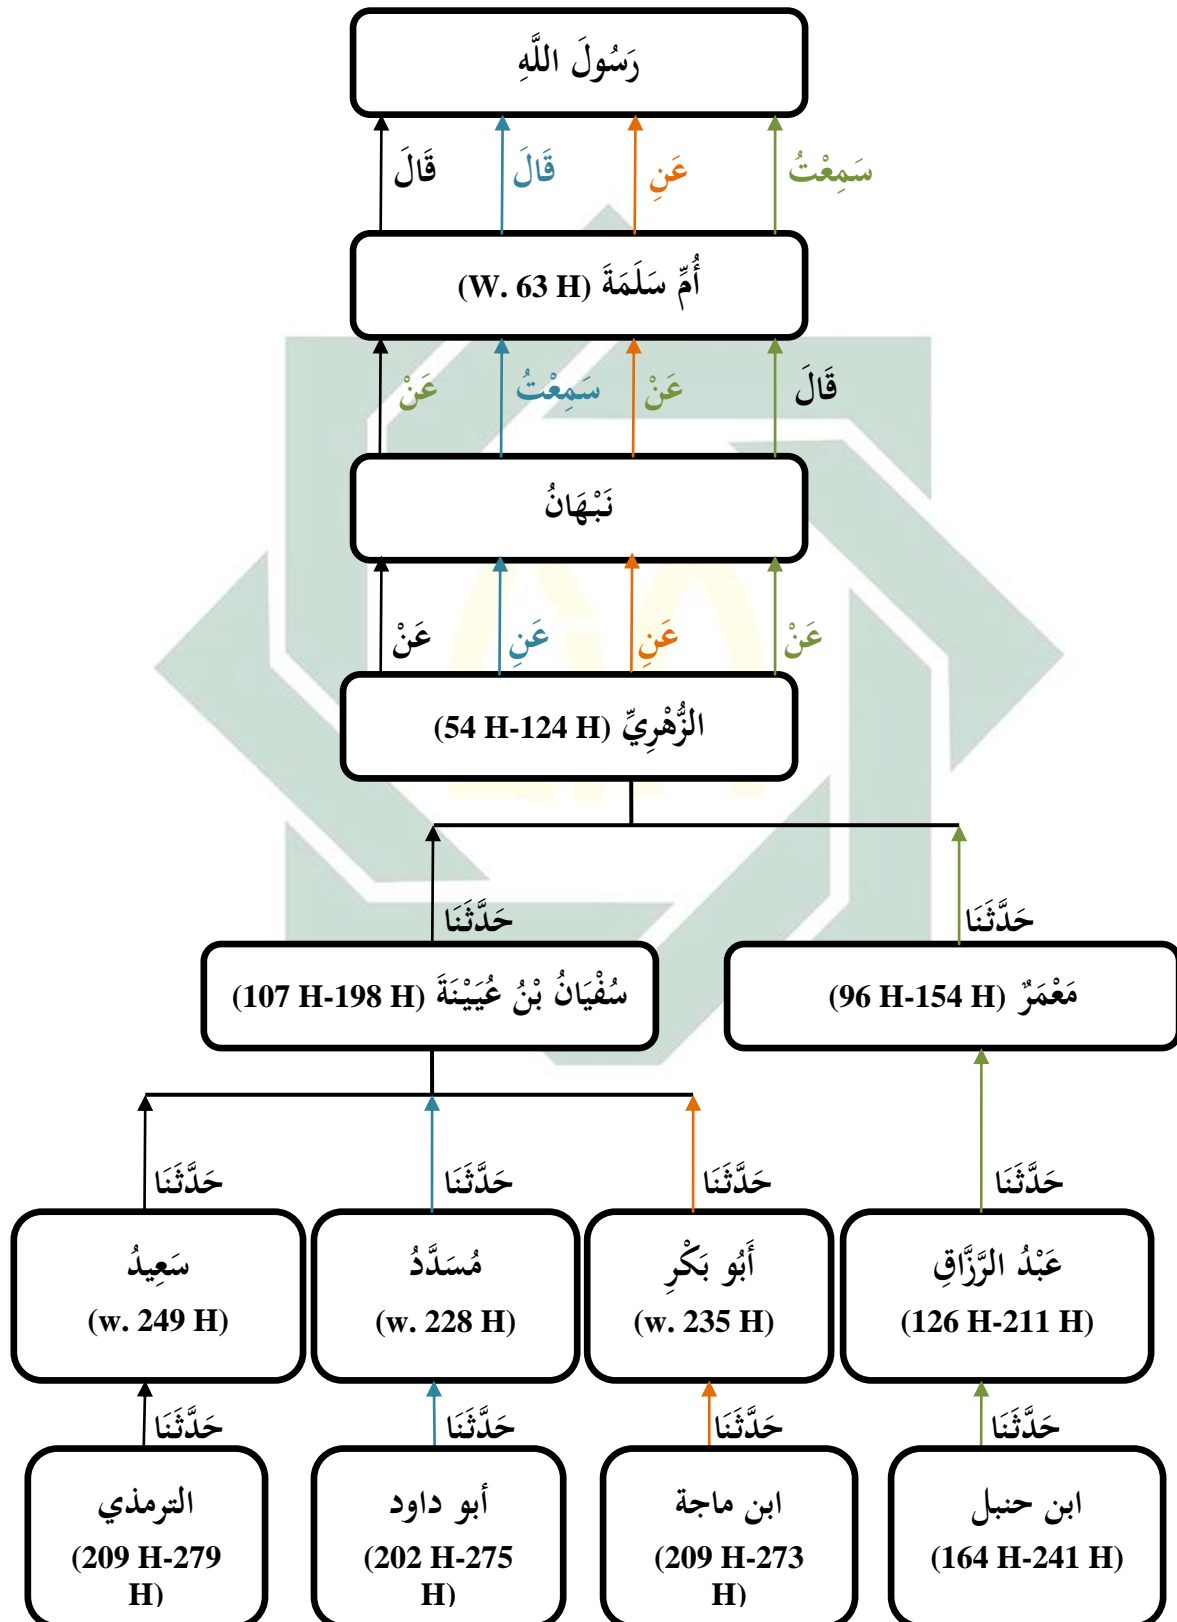 رَسُولَ اللَّهِ
قَالَ قَالَ عَنِ سَمِعْتُ
أُمِّ سَلَمَةَ (W. 63 H)
عَنْ سَمِعْتُ عَنْ قَالَ
نَبْهَانُ
عَنْ عَنِ عَنِ عَنْ
الزُّهْرِيِّ (54 H-124 H)
حَدَّثَنَا حَدَّثَنَا
سُفْيَانُ بْنُ عُيَيْنَةَ (107 H-198 H)
مَعْمَرٌ (96 H-154 H)
حَدَّثَنَا حَدَّثَنَا حَدَّثَنَا حَدَّثَنَا
سَعِيدُ
(w. 249 H)
مُسَدَّدُ
(w. 228 H)
أَبُو بَكْرِ
(w. 235 H)
عَبْدُ الرَّزَّاقِ
(126 H-211 H)
حَدَّثَنَا حَدَّثَنَا حَدَّثَنَا حَدَّثَنَا
الترمذي
(209 H-279
H)
أبو داود
(202 H-275
H)
ابن ماجة
(209 H-273
H)
ابن حنبل
(164 H-241 H)